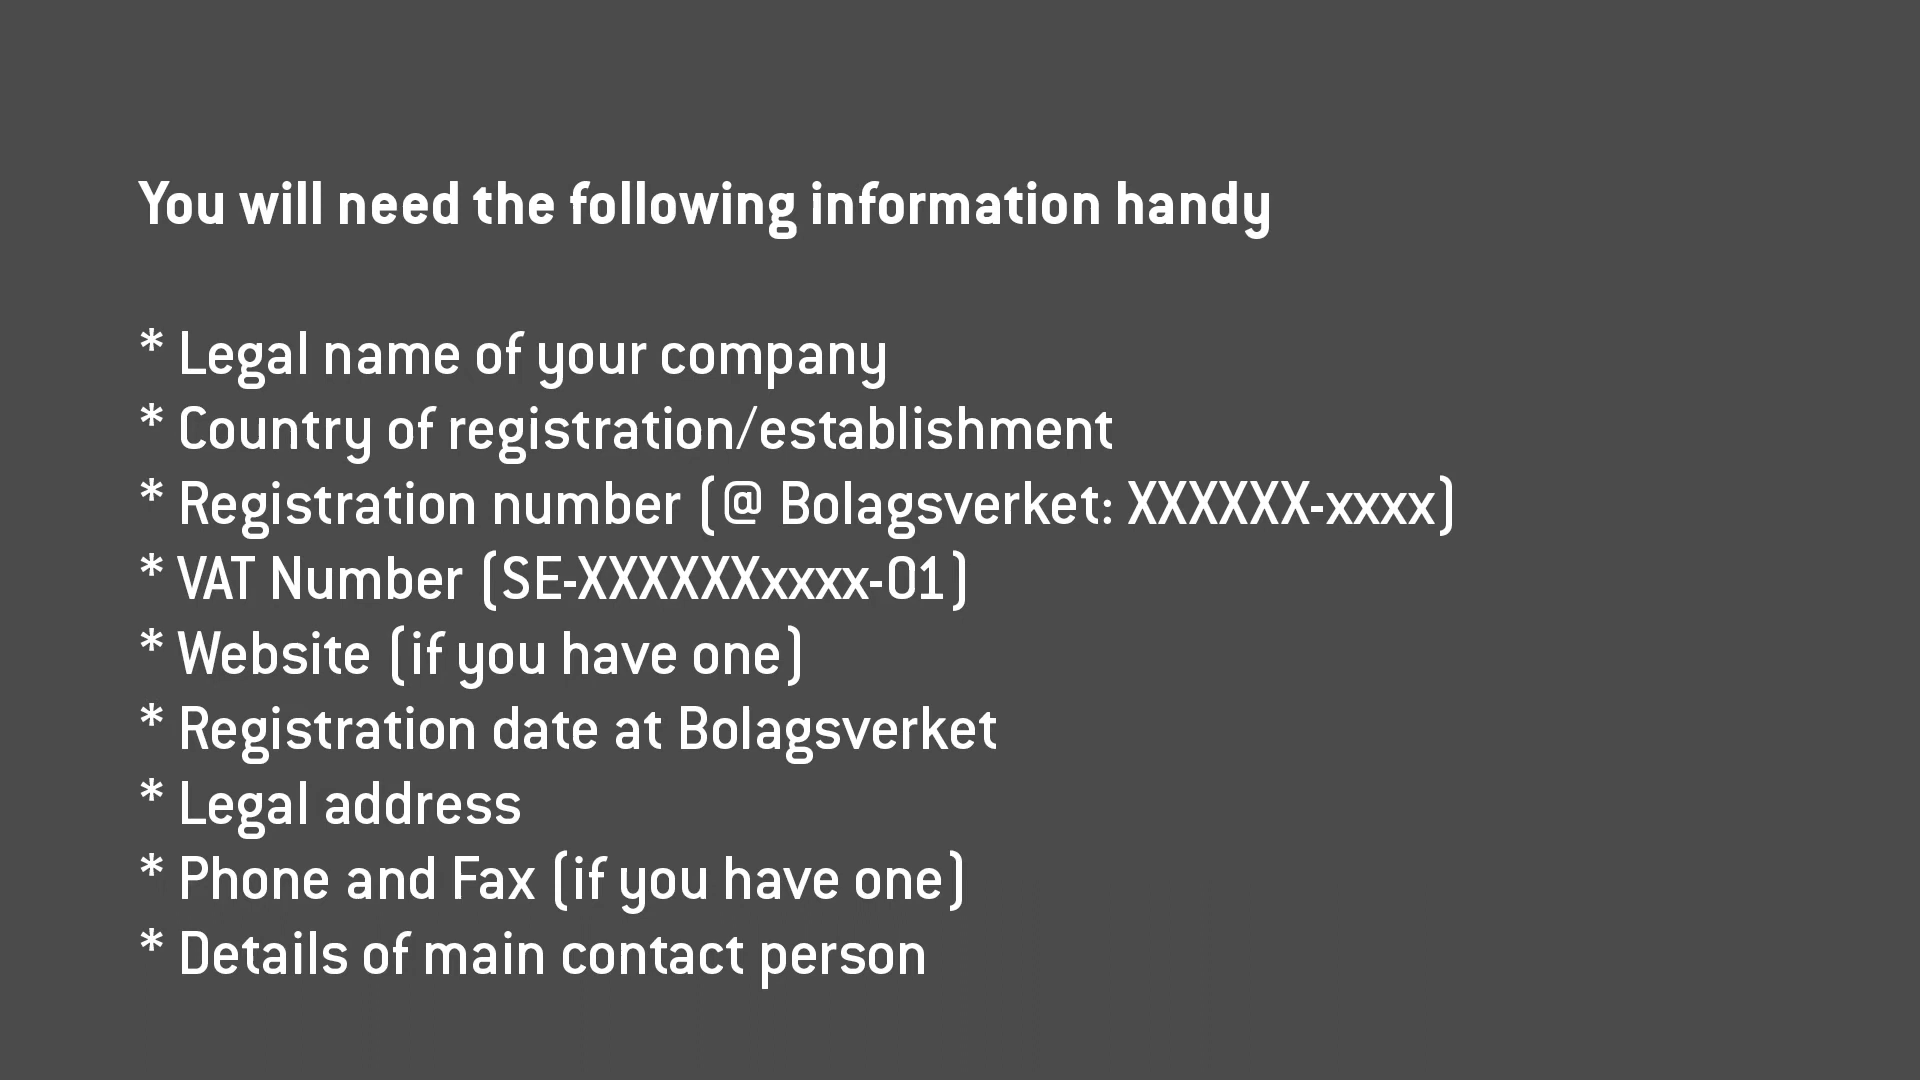 You will need the following information handy
* Legal name of your company
* Country of registration/establishment
* Registration number (@ Bolagsverket: XXXXXX-xxxx)
* VAT Number (SE-XXXXXXxxxx-01)
* Website (if you have one)
* Registration date at Bolagsverket
* Legal address
* Phone and Fax (if you have one)
* Details of main contact person